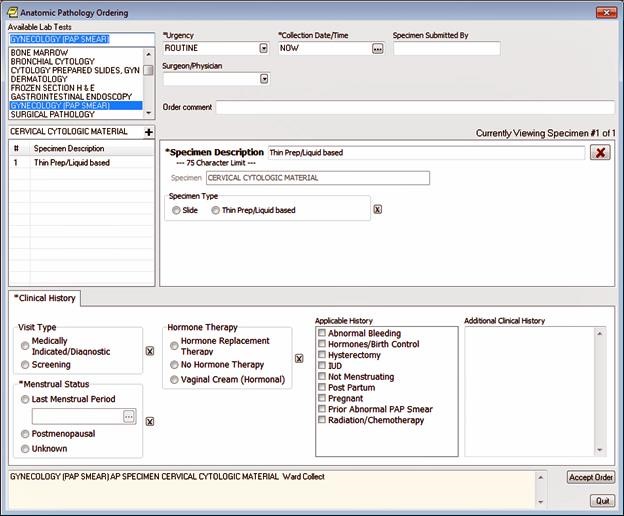 Anatomic Pathology Ordering
Available Lab Tests
GYNECOLOGY (PAP SMEAR)
BONE MARROW
BRONCHIAL CYTOLOGY
CYTOLOGY PREPARED SLIDES, GYN
DERMATOLOGY
FROZEN SECTION H & E
GASTROINTESTINAL ENDOSCOPY
GYNECOLOGY (PAP SMEAR)
SURGICAL PATHOLOGY
*Urgency
ROUTINE
*Collection Date/Time
NOW
...
Specimen Submitted By
Surgeon/Physician
Order comment
CERVICAL CYTOLOGIC MATERIAL
+
Currently Viewing Specimen #1 of 1
# Specimen Description
1 Thin Prep/Liquid based
*Specimen Description Thin Prep/Liquid based
--- 75 Character Limit ---
Specimen CERVICAL CYTOLOGIC MATERIAL
Specimen Type
Slide Thin Prep/Liquid based
*Clinical History
Visit Type
Medically
Indicated/Diagnostic
Screening
*Menstrual Status
Last Menstrual Period
...
Postmenopausal
Unknown
Hormone Therapy
Hormone Replacement
Therapy
No Hormone Therapy
Vaginal Cream (Hormonal)
Applicable History
Abnormal Bleeding
Hormones/Birth Control
Hysterectomy
IUD
Not Menstruating
Post Partum
Pregnant
Prior Abnormal PAP Smear
Radiation/Chemotherapy
Additional Clinical History
GYNECOLOGY (PAP SMEAR) AP SPECIMEN CERVICAL CYTOLOGIC MATERIAL Ward Collect
Accept Order
Quit